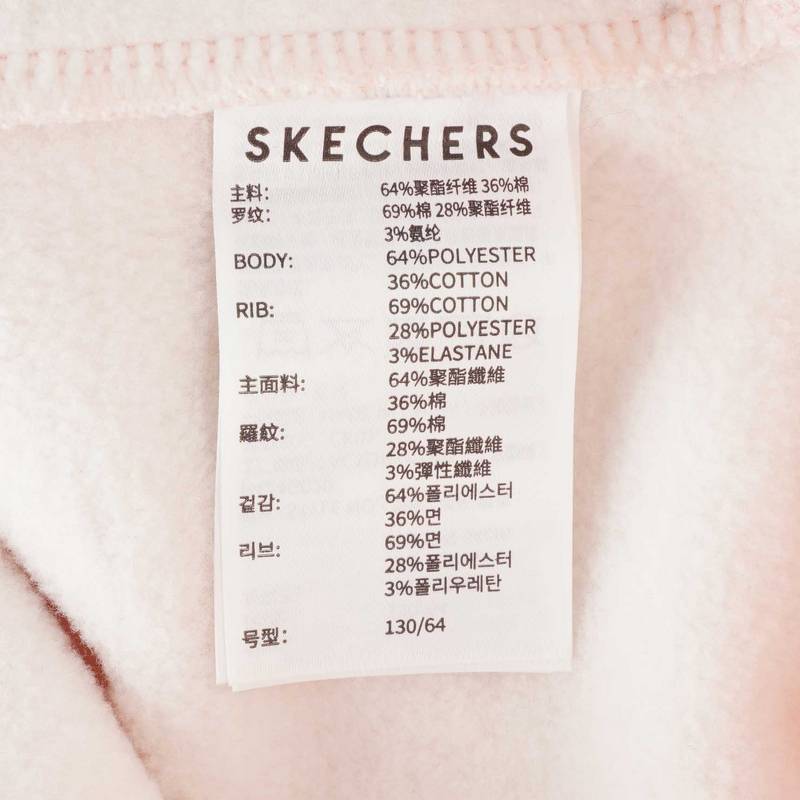 SKECHERS
主料: 64%聚酯纤维 36%棉
罗纹: 69%棉 28%聚酯纤维
3%氨纶
BODY: 64%POLYESTER
36%COTTON
RIB: 69%COTTON
28%POLYESTER
3%ELASTANE
主面料: 64%聚酯纖維
36%棉
羅紋: 69%棉
28%聚酯纖維
3%彈性纖維
겉감: 64%폴리에스터
36%면
리브: 69%면
28%폴리에스터
3%폴리우레탄
号型: 130/64